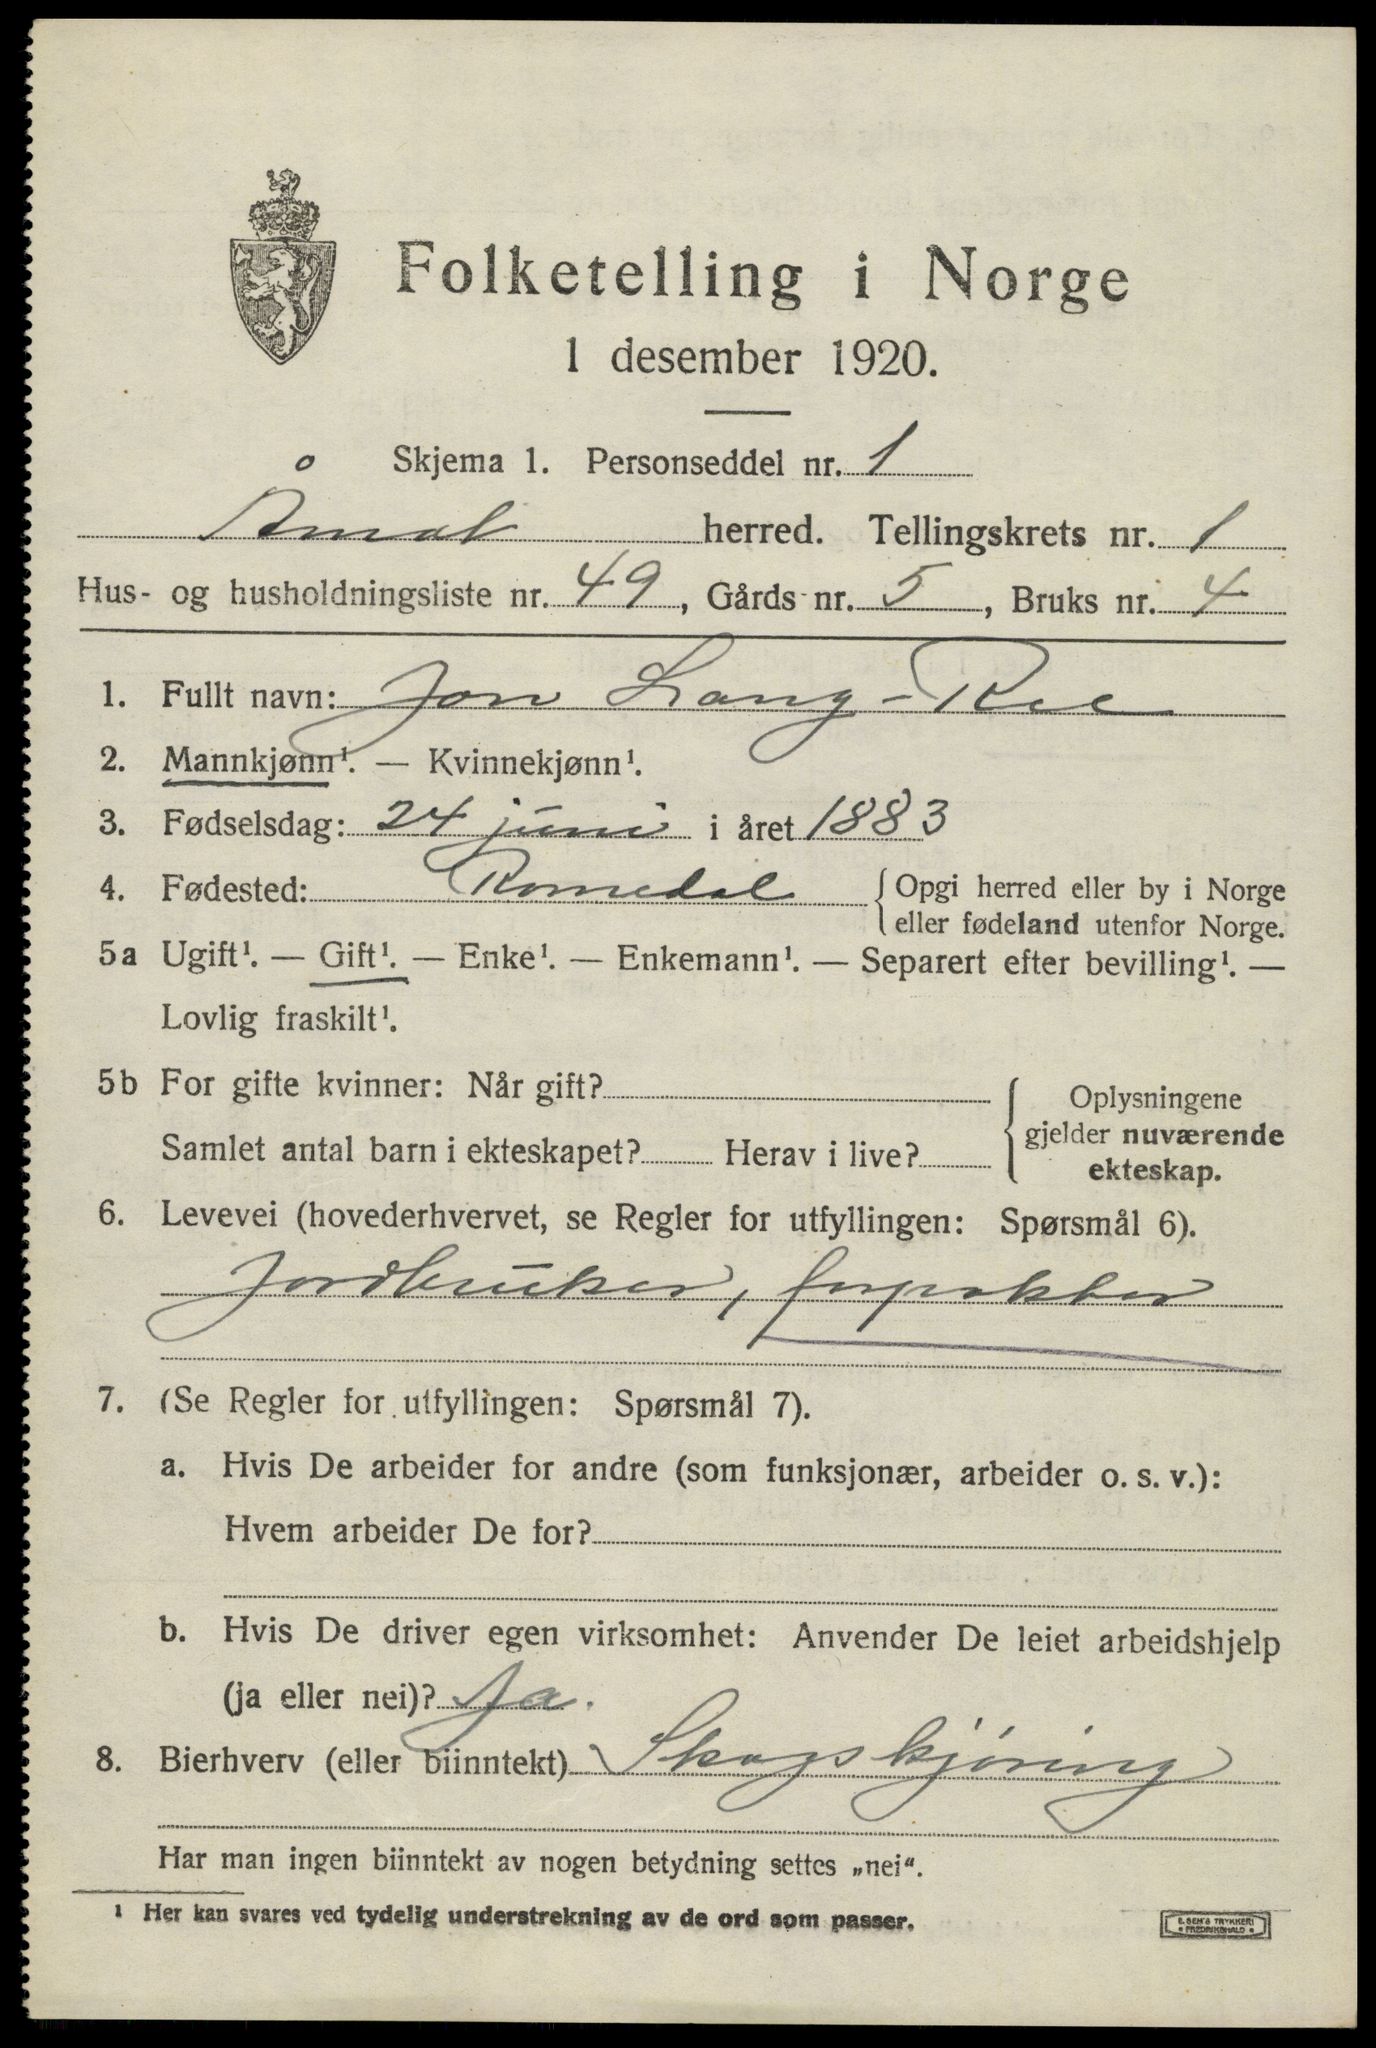 Folketelling i Norge
1 desember 1920.
Skjema 1. Personseddel nr. 1
Åmot herred. Tellingskrets nr. 1
Hus- og husholdningsliste nr. 49, Gårds nr. 5, Bruks nr. 4
1. Fullt navn: Jon Lang-Ree
2. Mannkjønn¹. — Kvinnekjønn¹.
3. Fødselsdag: 24 juni i året 1883
4. Fødested: Romedal {Opgi herred eller by i Norge
eller fødeland utenfor Norge.
5a Ugift¹. — Gift¹. — Enke¹. — Enkemann¹. — Separert efter bevilling¹. —
Lovlig fraskilt¹.
5b For gifte kvinner: Når gift?
Samlet antal barn i ekteskapet? Herav i live?
Oplysningene
gjelder nuværende
ekteskap.
6. Levevei (hovederhvervet, se Regler for utfyllingen: Spørsmål 6).
Jordbruker, forpakter
7. (Se Regler for utfyllingen: Spørsmål 7).
a. Hvis De arbeider for andre (som funksjonær, arbeider o. s. v.):
Hvem arbeider De for?
b. Hvis De driver egen virksomhet: Anvender De leiet arbeidshjelp
(ja eller nei)? Ja.
8. Bierhverv (eller biinntekt) Skogskjöring
Har man ingen biinntekt av nogen betydning settes „nei“.
¹ Her kan svares ved tydelig understrekning av de ord som passer.
E. SEM'S TRYKKERI
FREDRIKSHALD